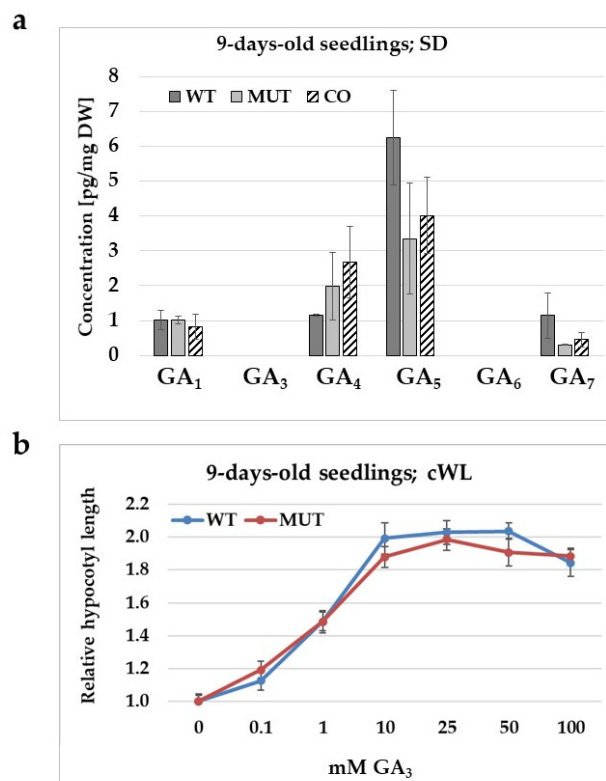 a
9-days-old seedlings; SD
Concentration [pg/mg DW]
8
7
6
5
4
3
2
1
0
WT MUT CO
GA₁ GA₃ GA₄ GA₅ GA₆ GA₇
b
9-days-old seedlings; cWL
Relative hypocotyl length
2.2
2.0
1.8
1.6
1.4
1.2
1.0
WT MUT
0 0.1 1 10 25 50 100
mM GA₃